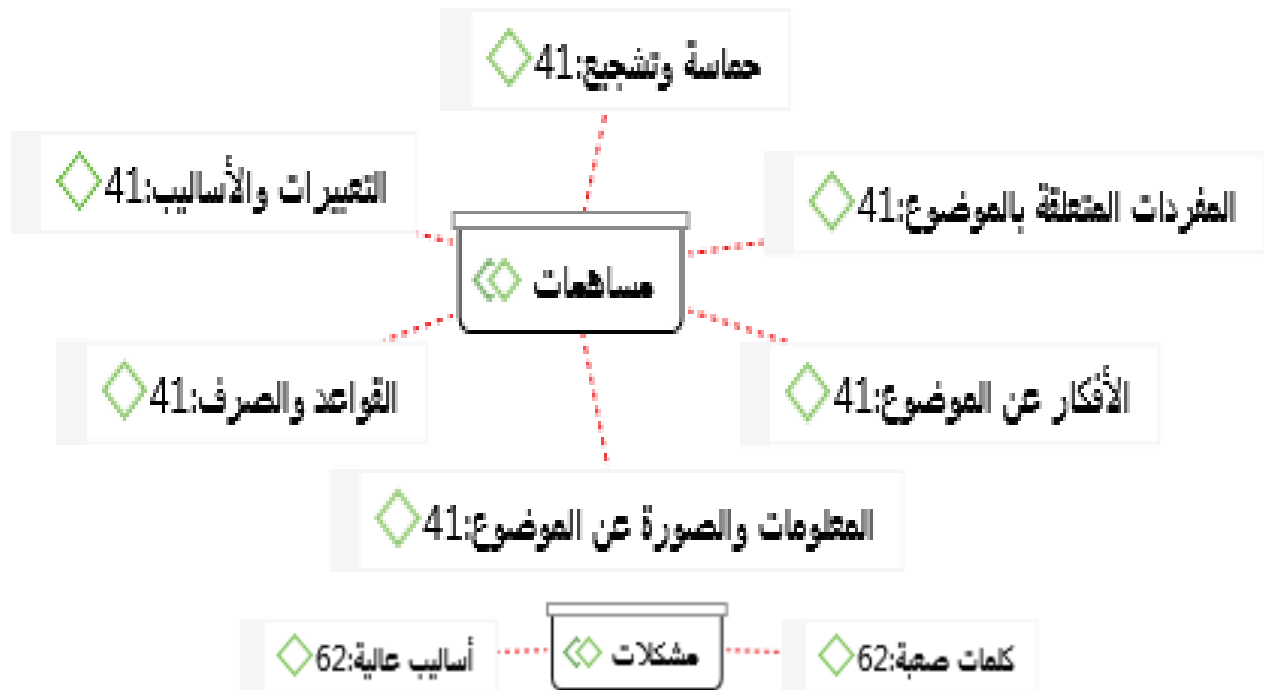 حماسة وتشجيع:41
المفردات المتعلقة بالموضوع:41
التعبيرات والأساليب:41
مساهمات
الأفكار عن الموضوع:41
القواعد والصرف:41
المعلومات والصورة عن الموضوع:41
كلمات صعبة:62
مشكلات
أساليب عالية:62